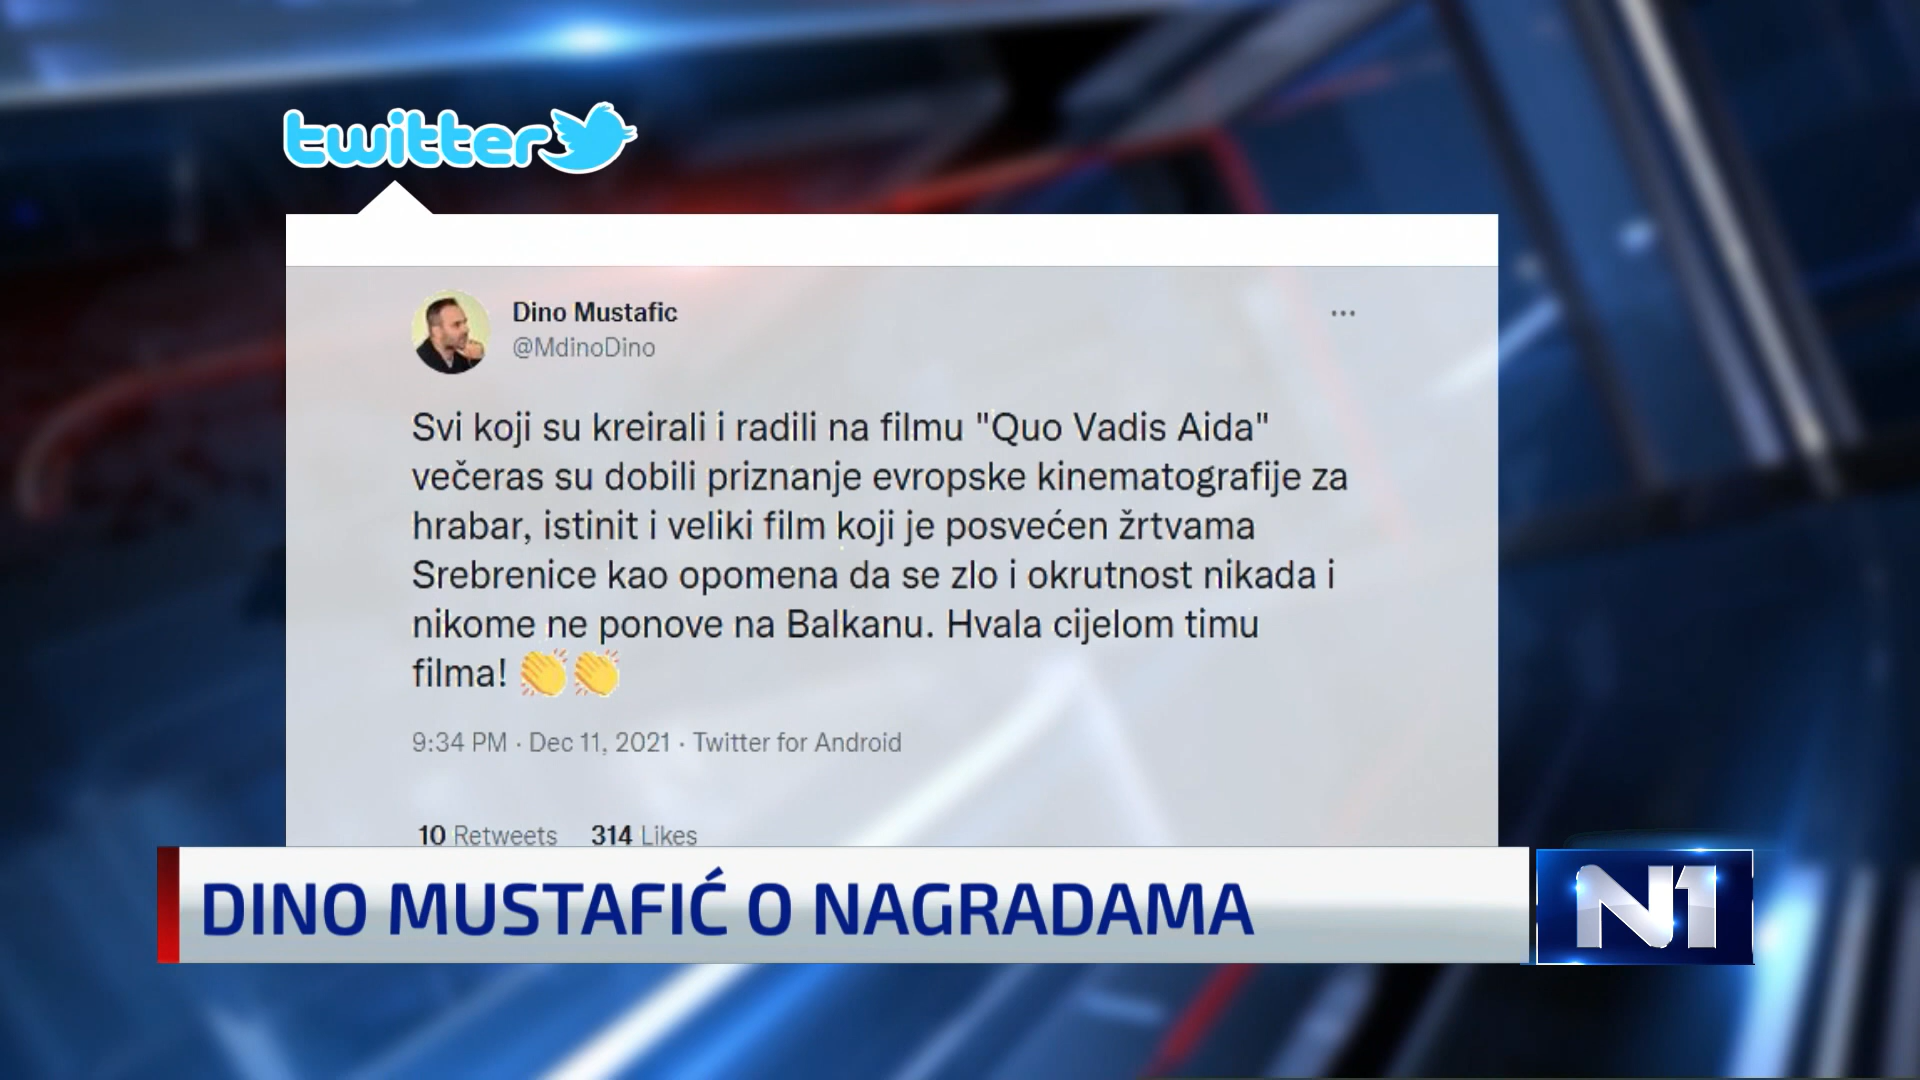 twitter
Dino Mustafic
@MdinoDino
Svi koji su kreirali i radili na filmu "Quo Vadis Aida"
večeras su dobili priznanje evropske kinematografije za
hrabar, istinit i veliki film koji je posvećen žrtvama
Srebrenice kao opomena da se zlo i okrutnost nikada i
nikome ne ponove na Balkanu. Hvala cijelom timu
filma! 👏👏
9:34 PM · Dec 11, 2021 · Twitter for Android
10 Retweets 314 Likes
DINO MUSTAFIĆ O NAGRADAMA
N1